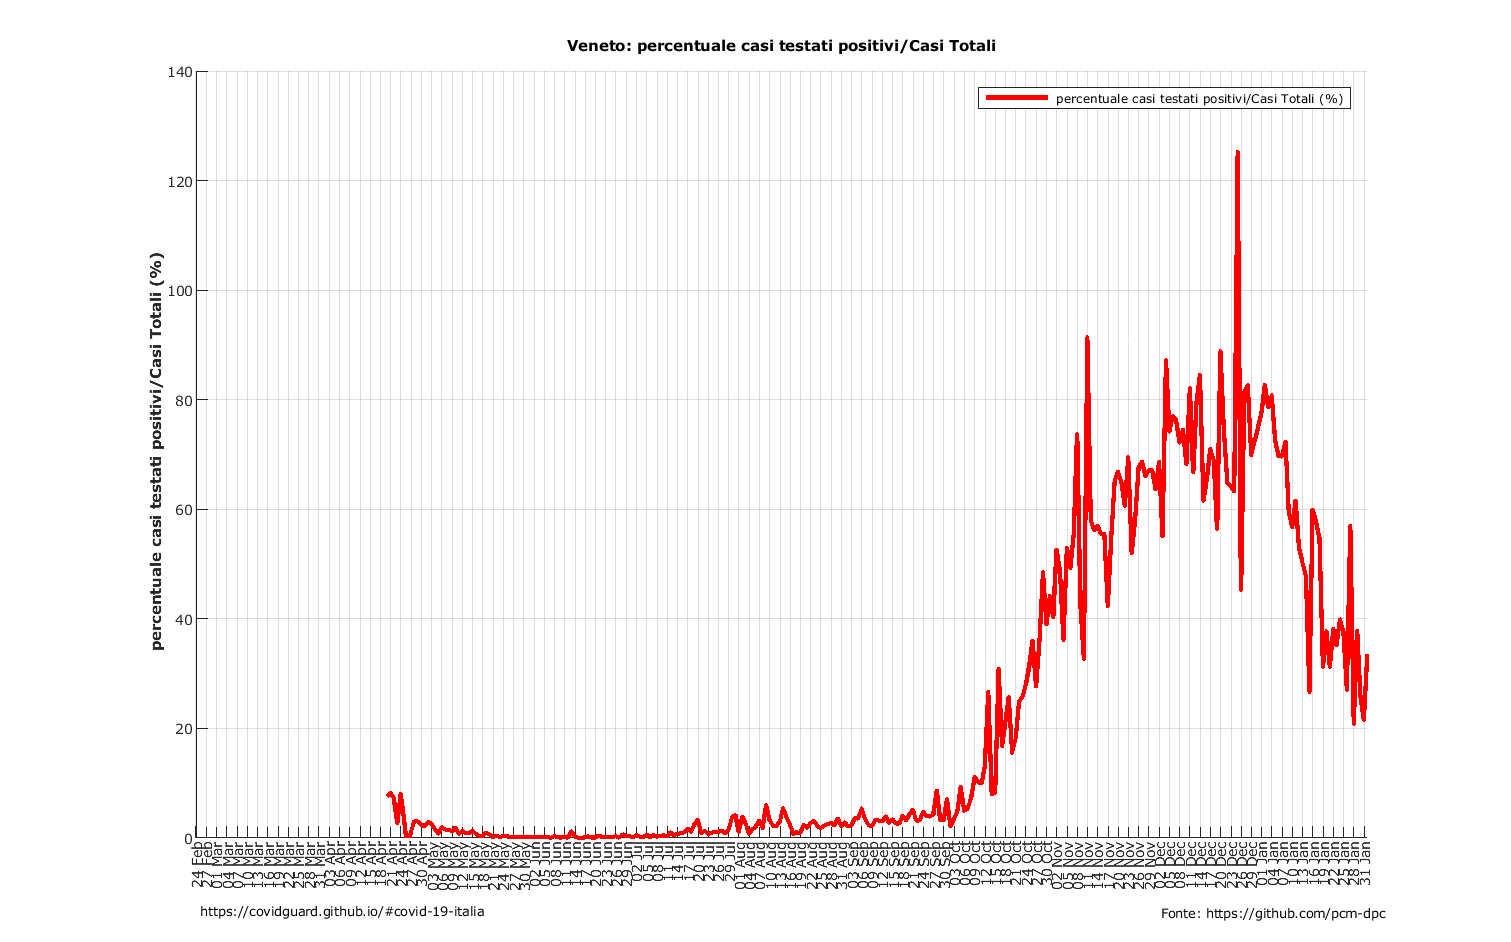 Veneto: percentuale casi testati positivi/Casi Totali
percentuale casi testati positivi/Casi Totali (%)
percentuale casi testati positivi/Casi Totali (%)
140
120
100
80
60
40
20
0
24 Feb
27 Feb
01 Mar
04 Mar
07 Mar
10 Mar
13 Mar
16 Mar
19 Mar
22 Mar
25 Mar
28 Mar
31 Mar
03 Apr
06 Apr
09 Apr
12 Apr
15 Apr
18 Apr
21 Apr
24 Apr
27 Apr
30 Apr
03 May
06 May
09 May
12 May
15 May
18 May
21 May
24 May
27 May
30 May
02 Jun
05 Jun
08 Jun
11 Jun
14 Jun
17 Jun
20 Jun
23 Jun
26 Jun
29 Jun
02 Jul
05 Jul
08 Jul
11 Jul
14 Jul
17 Jul
20 Jul
23 Jul
26 Jul
29 Jul
01 Aug
04 Aug
07 Aug
10 Aug
13 Aug
16 Aug
19 Aug
22 Aug
25 Aug
28 Aug
31 Aug
03 Sep
06 Sep
09 Sep
12 Sep
15 Sep
18 Sep
21 Sep
24 Sep
27 Sep
30 Sep
03 Oct
06 Oct
09 Oct
12 Oct
15 Oct
18 Oct
21 Oct
24 Oct
27 Oct
30 Oct
02 Nov
05 Nov
08 Nov
11 Nov
14 Nov
17 Nov
20 Nov
23 Nov
26 Nov
29 Nov
02 Dec
05 Dec
08 Dec
11 Dec
14 Dec
17 Dec
20 Dec
23 Dec
26 Dec
29 Dec
01 Jan
04 Jan
07 Jan
10 Jan
13 Jan
16 Jan
19 Jan
22 Jan
25 Jan
28 Jan
31 Jan
https://covidguard.github.io/#covid-19-italia
Fonte: https://github.com/pcm-dpc